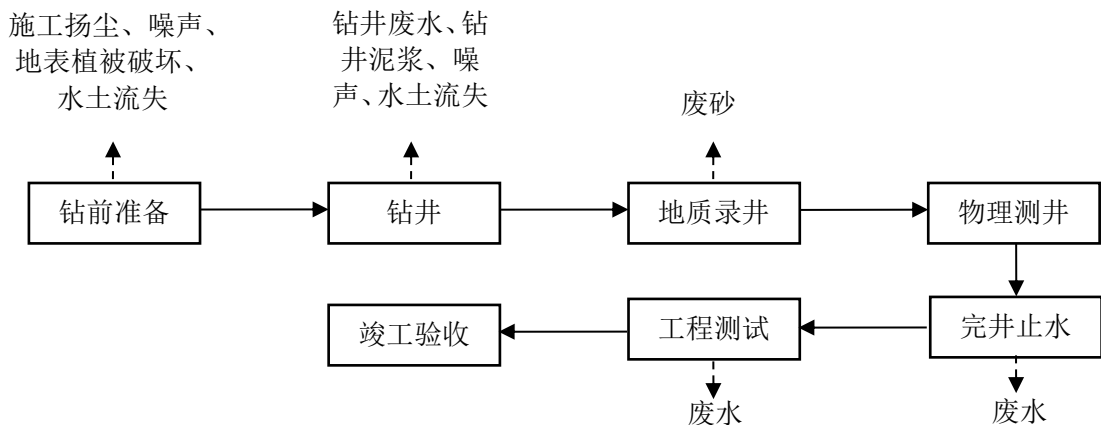 施工扬尘、噪声、
地表植被破坏、
水土流失
钻井废水、钻
井泥浆、噪
声、水土流失
废砂
钻前准备
钻井
地质录井
物理测井
竣工验收
工程测试
完井止水
废水
废水